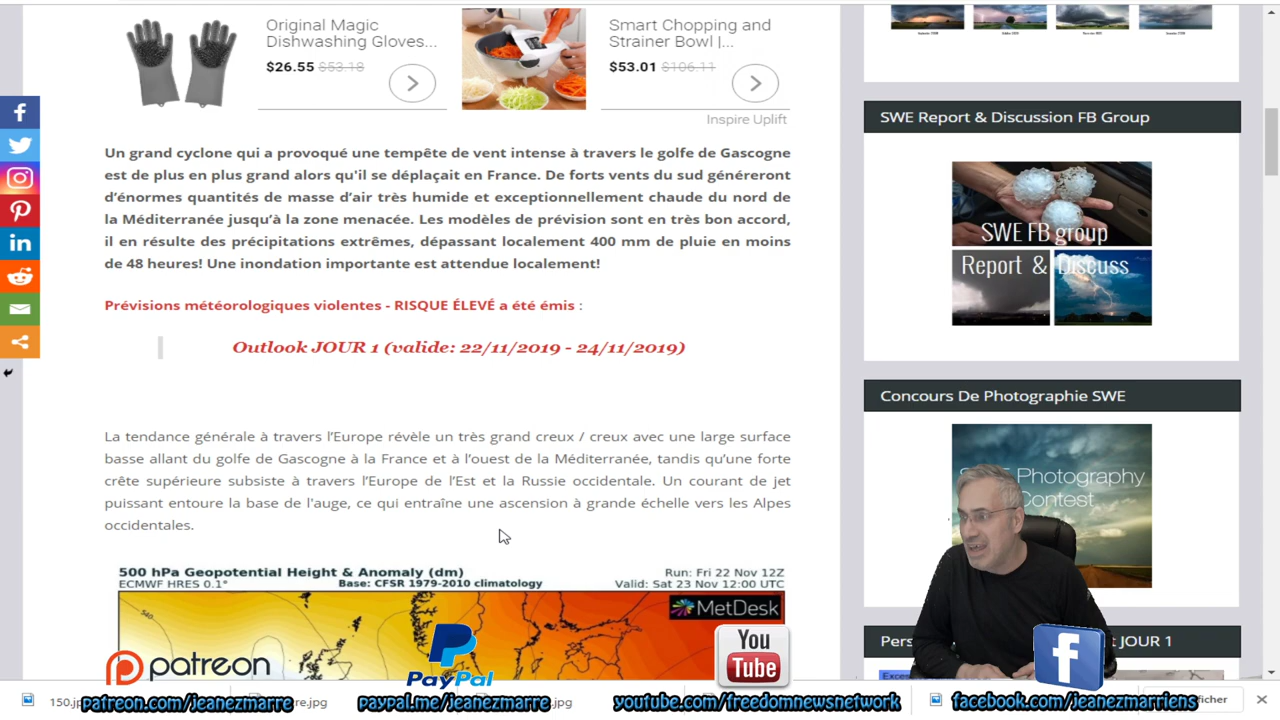 Original Magic
Dishwashing Gloves...
$26.55 $53.18
Smart Chopping and
Strainer Bowl |...
$53.01 $106.11
Inspire Uplift
Un grand cyclone qui a provoqué une tempête de vent intense à travers le golfe de Gascogne
est de plus en plus grand alors qu'il se déplaçait en France. De forts vents du sud généreront
d'énormes quantités de masse d'air très humide et exceptionnellement chaude du nord de
la Méditerranée jusqu'à la zone menacée. Les modèles de prévision sont en très bon accord,
il en résulte des précipitations extrêmes, dépassant localement 400 mm de pluie en moins
de 48 heures! Une inondation importante est attendue localement!
Prévisions météorologiques violentes - RISQUE ÉLEVÉ a été émis :
Outlook JOUR 1 (valide: 22/11/2019 - 24/11/2019)
La tendance générale à travers l'Europe révèle un très grand creux / creux avec une large surface
basse allant du golfe de Gascogne à la France et à l'ouest de la Méditerranée, tandis qu'une forte
crête supérieure subsiste à travers l'Europe de l'Est et la Russie occidentale. Un courant de jet
puissant entoure la base de l'auge, ce qui entraîne une ascension à grande échelle vers les Alpes
occidentales.
500 hPa Geopotential Height & Anomaly (dm)
ECMWF HRES 0.1° Base: CFSR 1979-2010 climatology
Run: Fri 22 Nov 12Z
Valid: Sat 23 Nov 12:00 UTC
MetDesk
540
SWE Report & Discussion FB Group
SWE FB group
Report & Discuss
Concours De Photographie SWE
Photography
Contest
Pers
JOUR 1
patreon
PayPal
You
Tube
150.jp
rre.jpg
.jpg
ficher
patreon.com/jeanezmarre
paypal.me/jeanezmarre
youtube.com/freedomnewsnetwork
facebook.com/jeanezmarriens